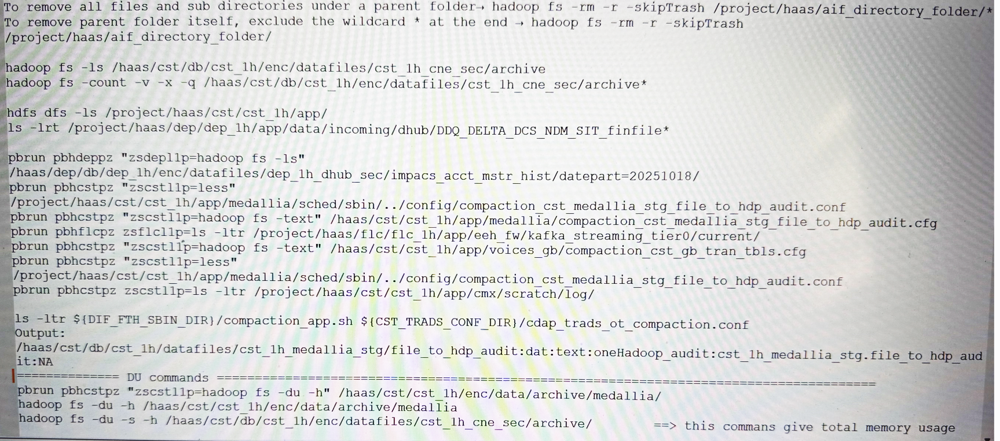 To remove all files and sub directories under a parent folder→ hadoop fs -rm -r -skipTrash /project/haas/aif_directory_folder/*
To remove parent folder itself, exclude the wildcard * at the end → hadoop fs -rm -r -skipTrash
/project/haas/aif_directory_folder/
hadoop fs -ls /haas/cst/db/cst_1h/enc/datafiles/cst_1h_cne_sec/archive
hadoop fs -count -v -x -q /haas/cst/db/cst_1h/enc/datafiles/cst_1h_cne_sec/archive*
hdfs dfs -ls /project/haas/cst/cst_1h/app/
ls -lrt /project/haas/dep/dep_1h/app/data/incoming/dhub/DDQ_DELTA_DCS_NDM_SIT_finfile*
pbrun pbhdeppz "zsdepl1p=hadoop fs -ls"
/haas/dep/db/dep_1h/enc/datafiles/dep_1h_dhub_sec/impacs_acct_mstr_hist/datepart=20251018/
pbrun pbhcstpz "zscstl1p=less"
/project/haas/cst/cst_1h/app/medallia/sched/sbin/../config/compaction_cst_medallia_stg_file_to_hdp_audit.conf
pbrun pbhcstpz "zscstl1p=hadoop fs -text" /haas/cst/cst_1h/app/medallia/compaction_cst_medallia_stg_file_to_hdp_audit.cfg
pbrun pbhflcpz zsflcl1p=ls -ltr /project/haas/flc/flc_1h/app/eeh_fw/kafka_streaming_tier0/current/
pbrun pbhcstpz "zscstl1p=hadoop fs -text" /haas/cst/cst_1h/app/voices_gb/compaction_cst_gb_tran_tbls.cfg
pbrun pbhcstpz "zscstl1p=less"
/project/haas/cst/cst_1h/app/medallia/sched/sbin/../config/compaction_cst_medallia_stg_file_to_hdp_audit.conf
pbrun pbhcstpz zscstl1p=ls -ltr /project/haas/cst/cst_1h/app/cmx/scratch/log/
ls -ltr ${DIF_FTH_SBIN_DIR}/compaction_app.sh ${CST_TRADS_CONF_DIR}/cdap_trads_ot_compaction.conf
Output:
/haas/cst/db/cst_1h/datafiles/cst_1h_medallia_stg/file_to_hdp_audit:dat:text:oneHadoop_audit:cst_1h_medallia_stg.file_to_hdp_aud
it:NA
============== DU commands =========================================================================================
pbrun pbhcstpz "zscstl1p=hadoop fs -du -h" /haas/cst/cst_1h/enc/data/archive/medallia/
hadoop fs -du -h /haas/cst/cst_1h/enc/data/archive/medallia
hadoop fs -du -s -h /haas/cst/db/cst_1h/enc/datafiles/cst_1h_cne_sec/archive/ ==> this commans give total memory usage